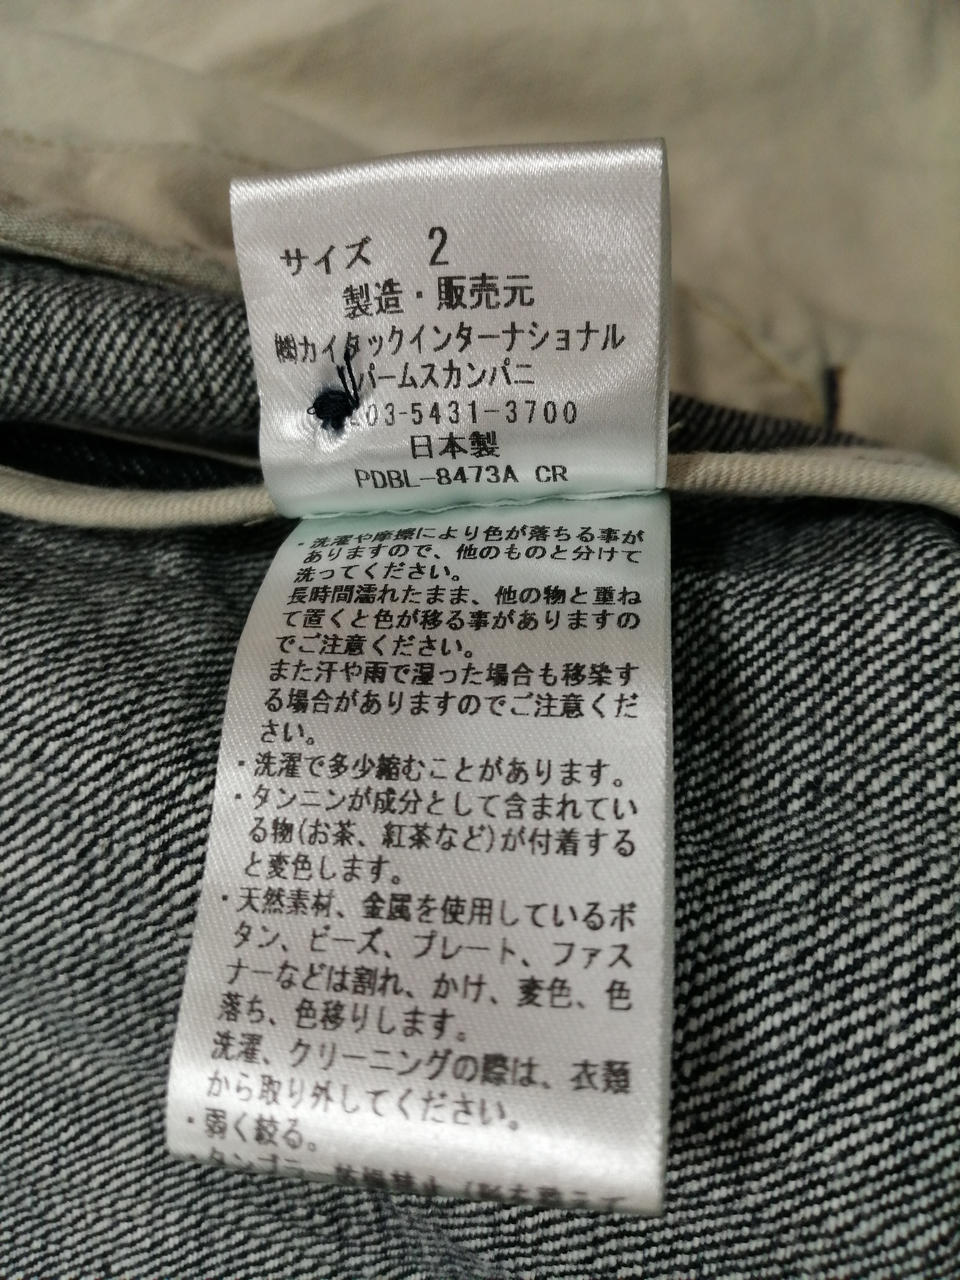 サイズ 2
製造・販売元
㈱カイタックインターナショナル
パームスカンパニ
03-5431-3700
日本製
PDBL-8473A CR
・洗濯や摩擦により色が落ちる事が
ありますので、他のものと分けて
洗ってください。
長時間濡れたまま、他の物と重ね
て置くと色が移る事がありますの
でご注意ください。
また汗や雨で湿った場合も移染す
る場合がありますのでご注意くだ
さい。
・洗濯で多少縮むことがあります。
・タンニンが成分として含まれてい
る物(お茶、紅茶など)が付着する
と変色します。
・天然素材、金属を使用しているボ
タン、ビーズ、プレート、ファス
ナーなどは割れ、かけ、変色、色
落ち、色移りします。
洗濯、クリーニングの際は、衣類
から取り外してください。
・弱く絞る。
・タンブラー乾燥禁止